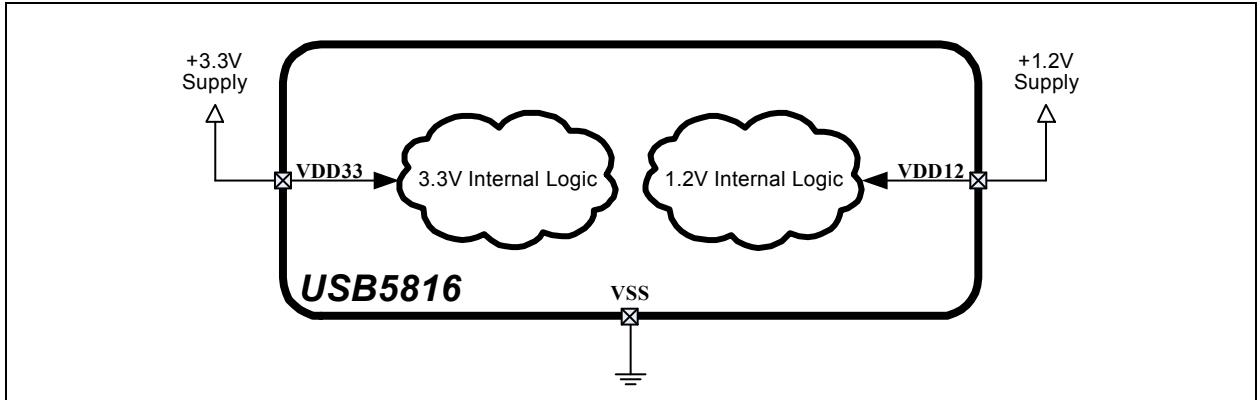 +3.3V
Supply
+1.2V
Supply
VDD33
3.3V Internal Logic
1.2V Internal Logic
VDD12
USB5816
VSS